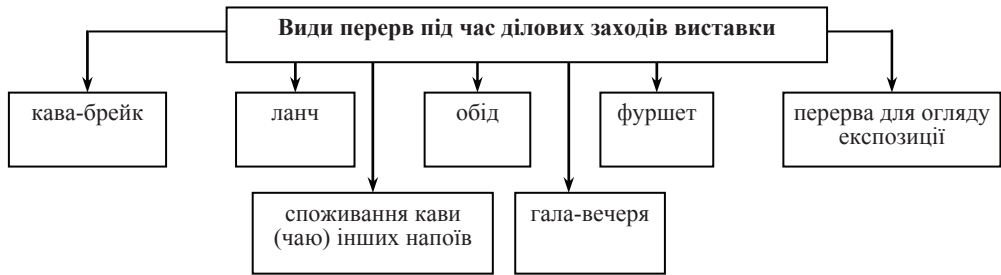 Види перерв під час ділових заходів виставки
кава-брейк
ланч
обід
фуршет
перерва для огляду
експозиції
споживання кави
(чаю) інших напоїв
гала-вечеря